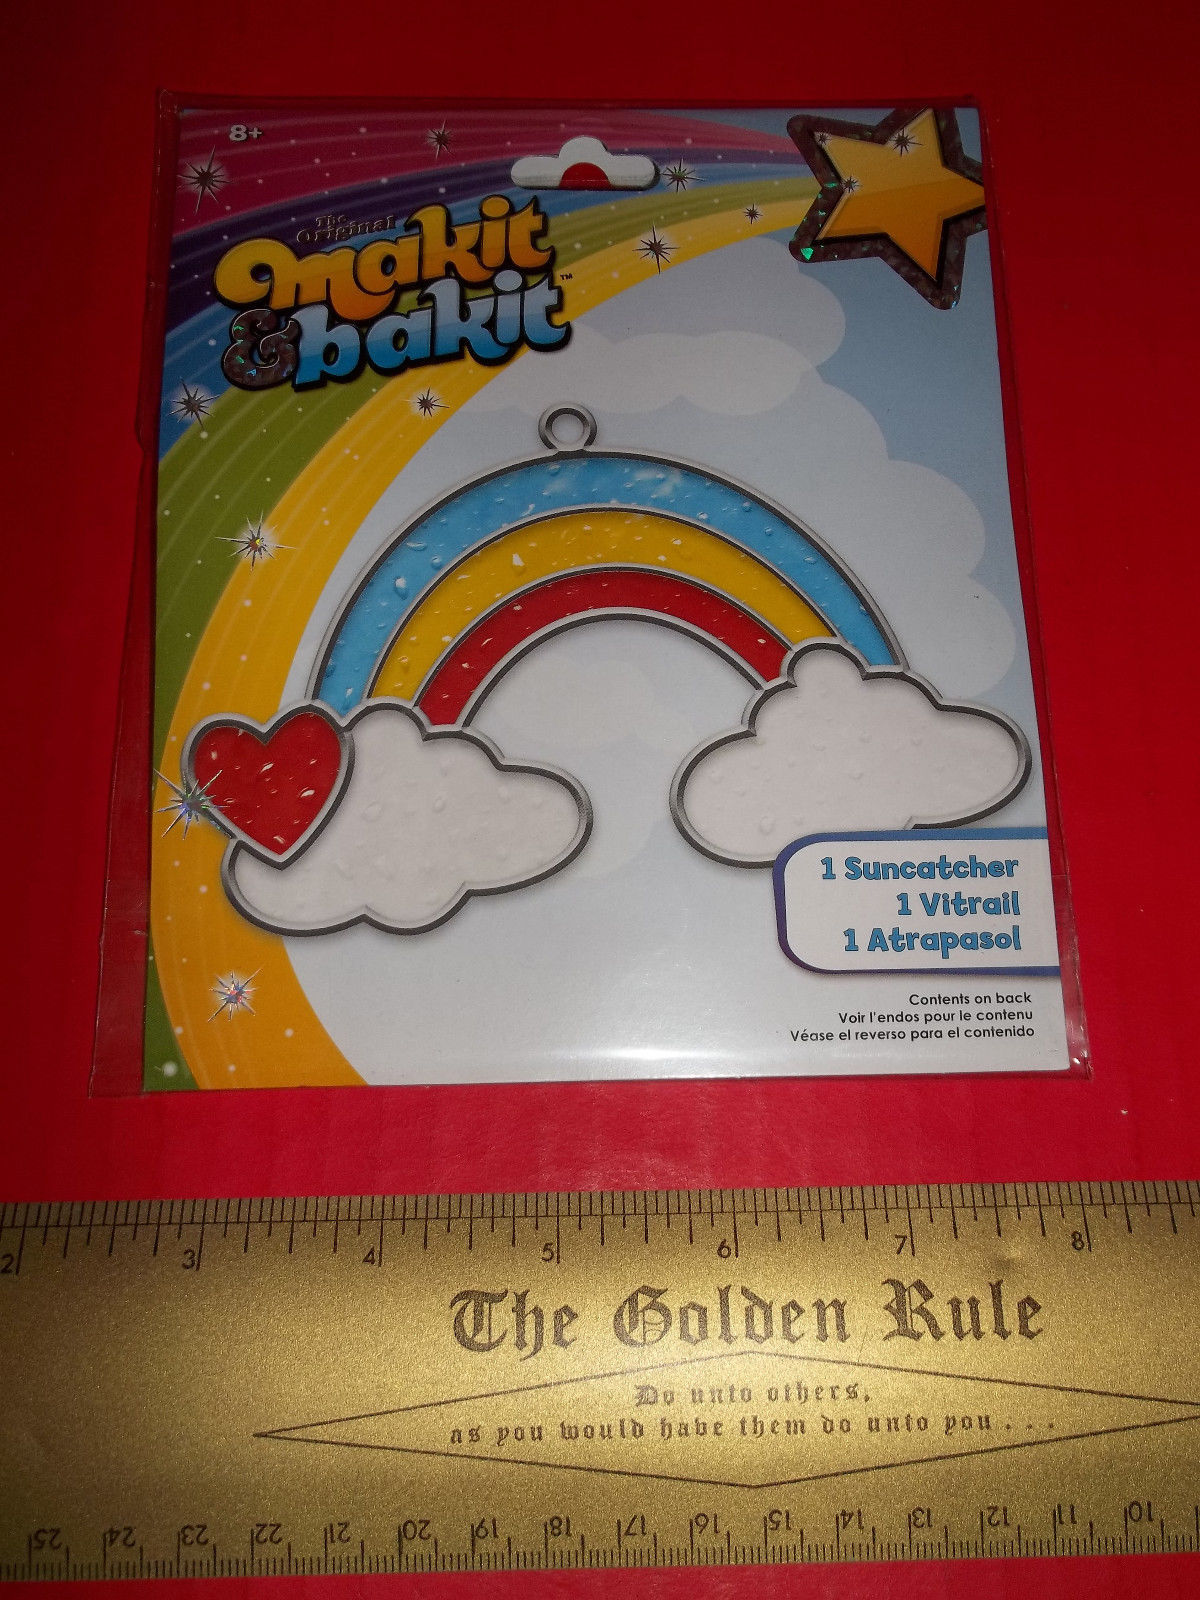 8+
The
Original
makit
& bakit™
1 Suncatcher
1 Vitrail
1 Atrapasol
Contents on back
Voir l'endos pour le contenu
Véase el reverso para el contenido
2 3 4 5 6 7 8
The Golden Rule
Do unto others,
as you would have them do unto you . . .
25 24 23 22 21 20 19 18 17 16 15 14 13 12 11 10